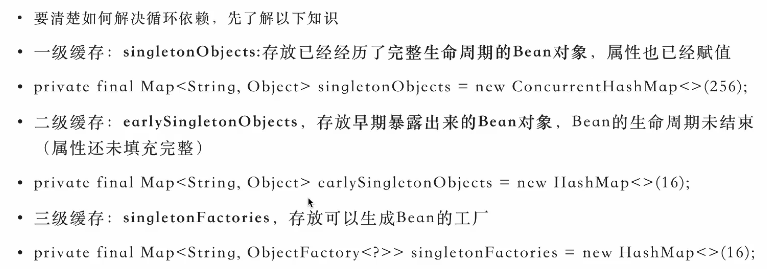 • 要清楚如何解决循环依赖，先了解以下知识
• 一级缓存：singletonObjects:存放已经经历了完整生命周期的Bean对象，属性也已经赋值
• private final Map<String, Object> singletonObjects = new ConcurrentHashMap<>(256);
• 二级缓存：earlySingletonObjects，存放早期暴露出来的Bean对象，Bean的生命周期未结束
（属性还未填充完整）
• private final Map<String, Object> earlySingletonObjects = new HashMap<>(16);
• 三级缓存：singletonFactories，存放可以生成Bean的工厂
• private final Map<String, ObjectFactory<?>> singletonFactories = new HashMap<>(16);